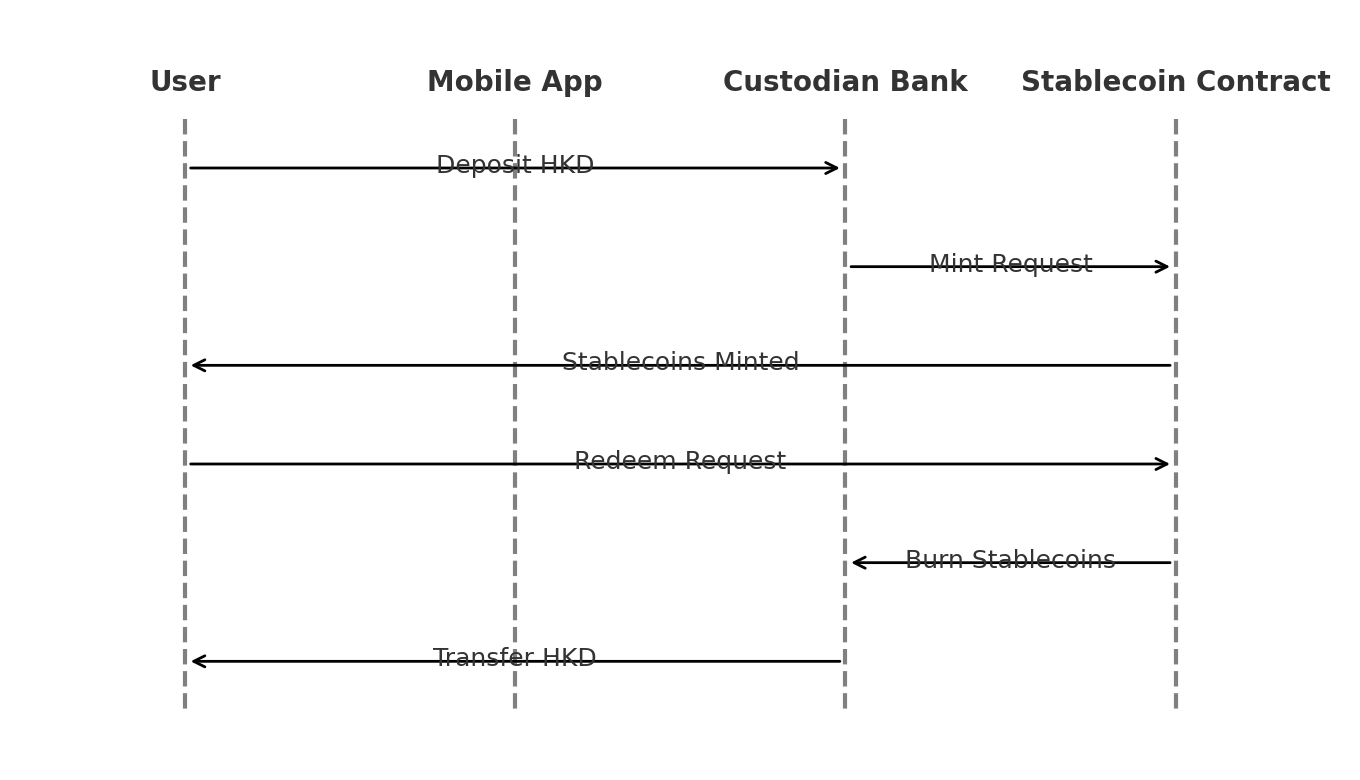 User
Mobile App
Custodian Bank
Stablecoin Contract
Deposit HKD
Mint Request
Stablecoins Minted
Redeem Request
Burn Stablecoins
Transfer HKD